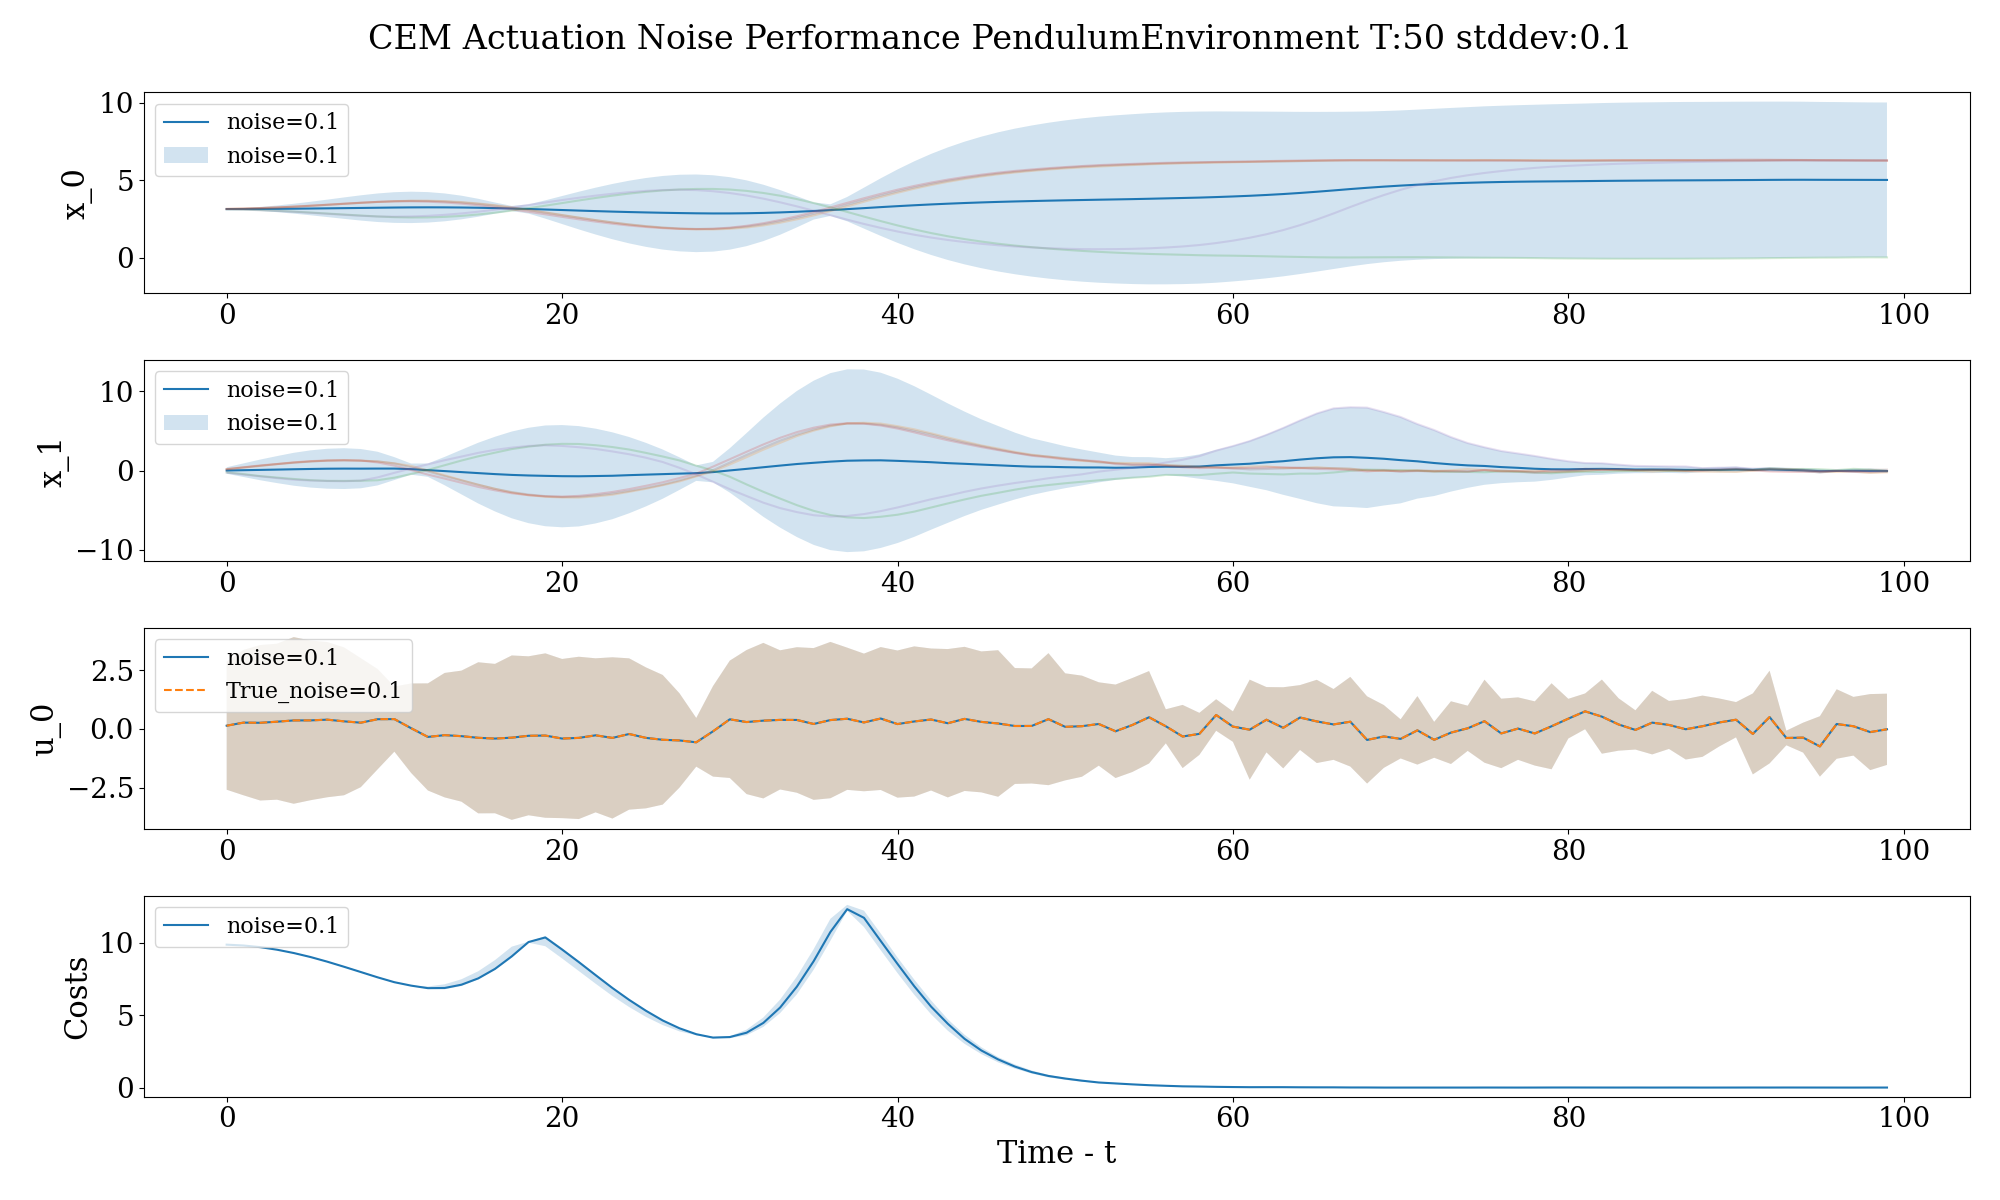 CEM Actuation Noise Performance PendulumEnvironment T:50 stddev:0.1
10
5
0
x_0
noise=0.1
noise=0.1
0 20 40 60 80 100
10
0
−10
x_1
noise=0.1
noise=0.1
0 20 40 60 80 100
2.5
0.0
−2.5
u_0
noise=0.1
True_noise=0.1
0 20 40 60 80 100
10
5
0
Costs
noise=0.1
0 20 40 60 80 100
Time - t